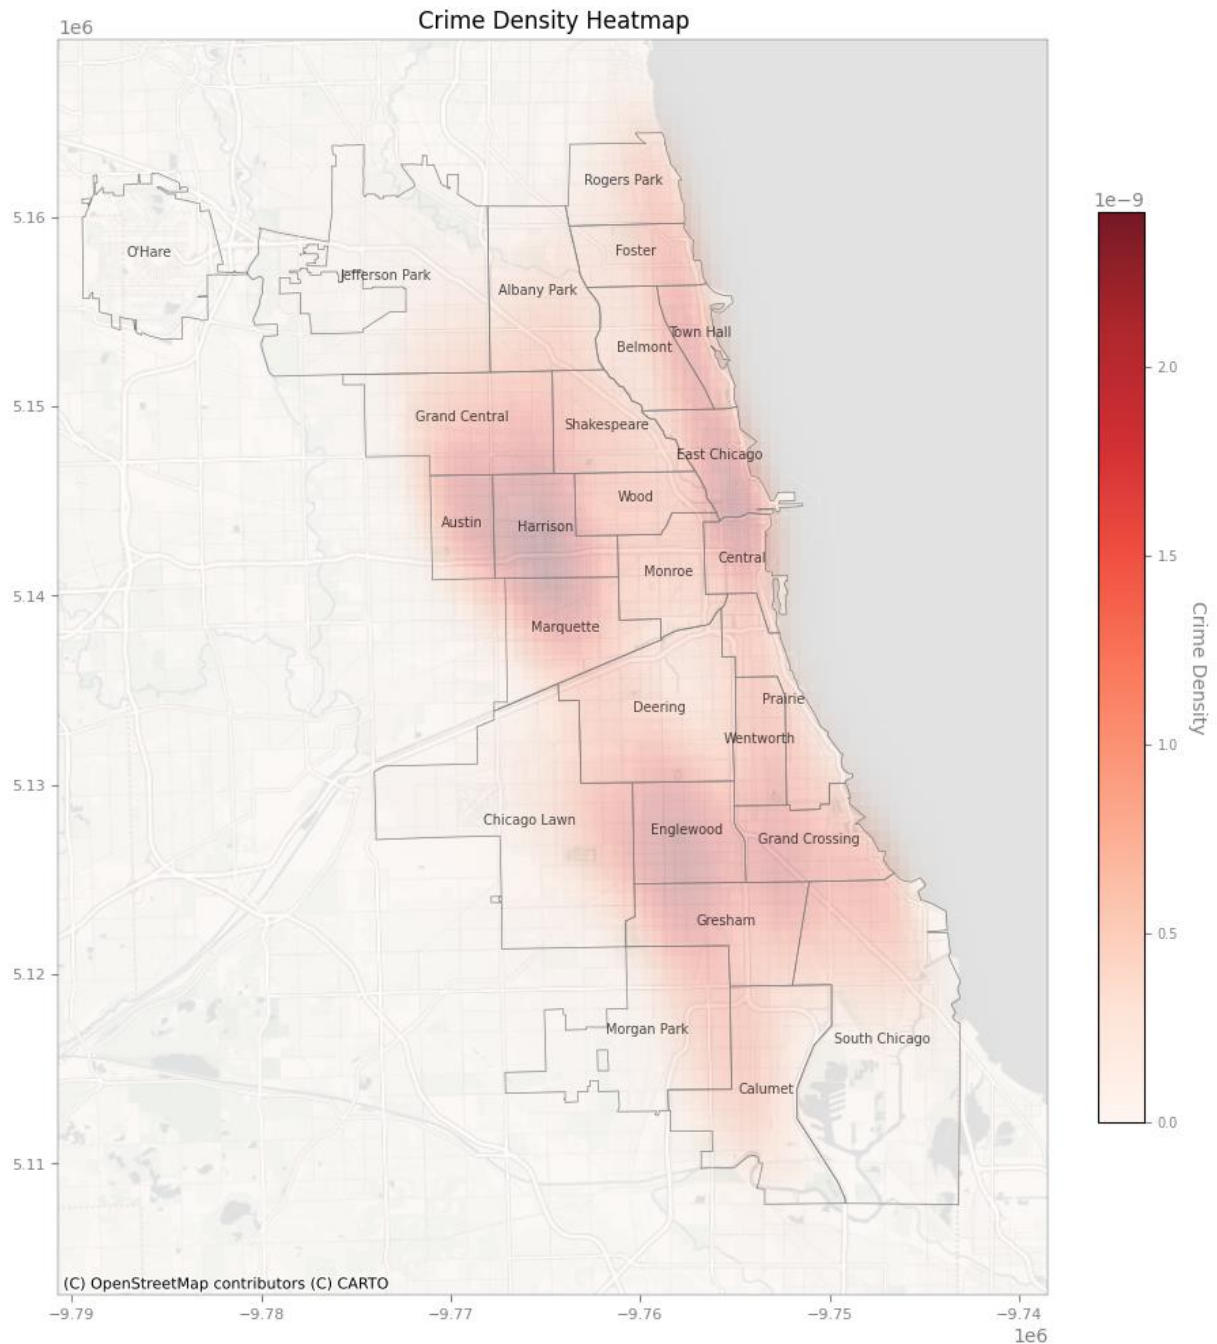 Crime Density Heatmap
1e6
Rogers Park
5.16
Foster
O'Hare
Jefferson Park
Albany Park
Town Hall
Belmont
5.15
Grand Central
Shakespeare
East Chicago
Wood
Austin
Harrison
Central
Monroe
5.14
Marquette
Prairie
Deering
Wentworth
5.13
Chicago Lawn
Englewood
Grand Crossing
Gresham
5.12
Morgan Park
South Chicago
Calumet
5.11
(C) OpenStreetMap contributors (C) CARTO
−9.79
−9.78
−9.77
−9.76
−9.75
−9.74
1e6
1e−9
2.0
1.5
1.0
0.5
0.0
Crime Density